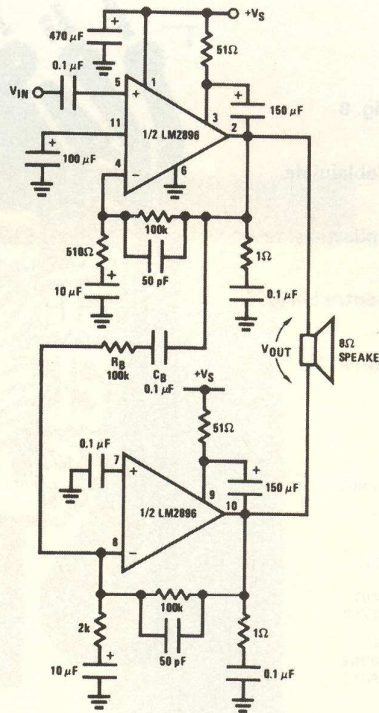 +VS
470 µF
51Ω
0.1 µF
VIN
5
1
+
150 µF
3
2
11
1/2 LM2896
100 µF
4
6
100k
510Ω
50 pF
1Ω
10 µF
0.1 µF
RB
100k
CB
0.1 µF
VOUT
8Ω
SPEAKE
+VS
51Ω
0.1 µF
7
9
150 µF
1/2 LM2896
10
8
100k
2k
50 pF
1Ω
10 µF
0.1 µF